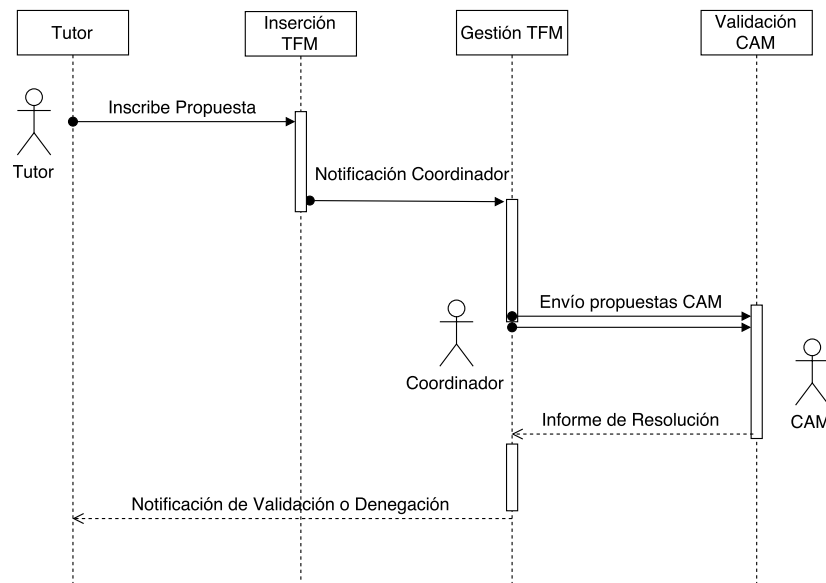 Tutor
Inserción
TFM
Gestión TFM
Validación
CAM
Inscribe Propuesta
Tutor
Notificación Coordinador
Envío propuestas CAM
Coordinador
CAM
Informe de Resolución
Notificación de Validación o Denegación